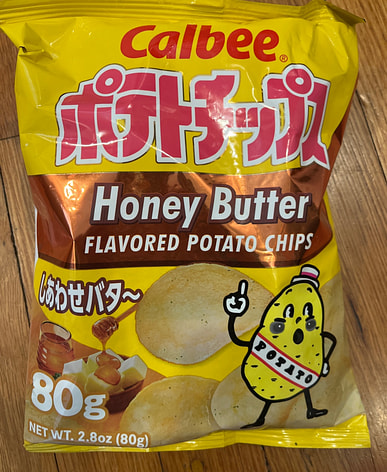 Calbee®
ポテトチップス
Honey Butter
FLAVORED POTATO CHIPS
しあわせバタ〜
POTATO
80g
NET WT. 2.8oz (80g)